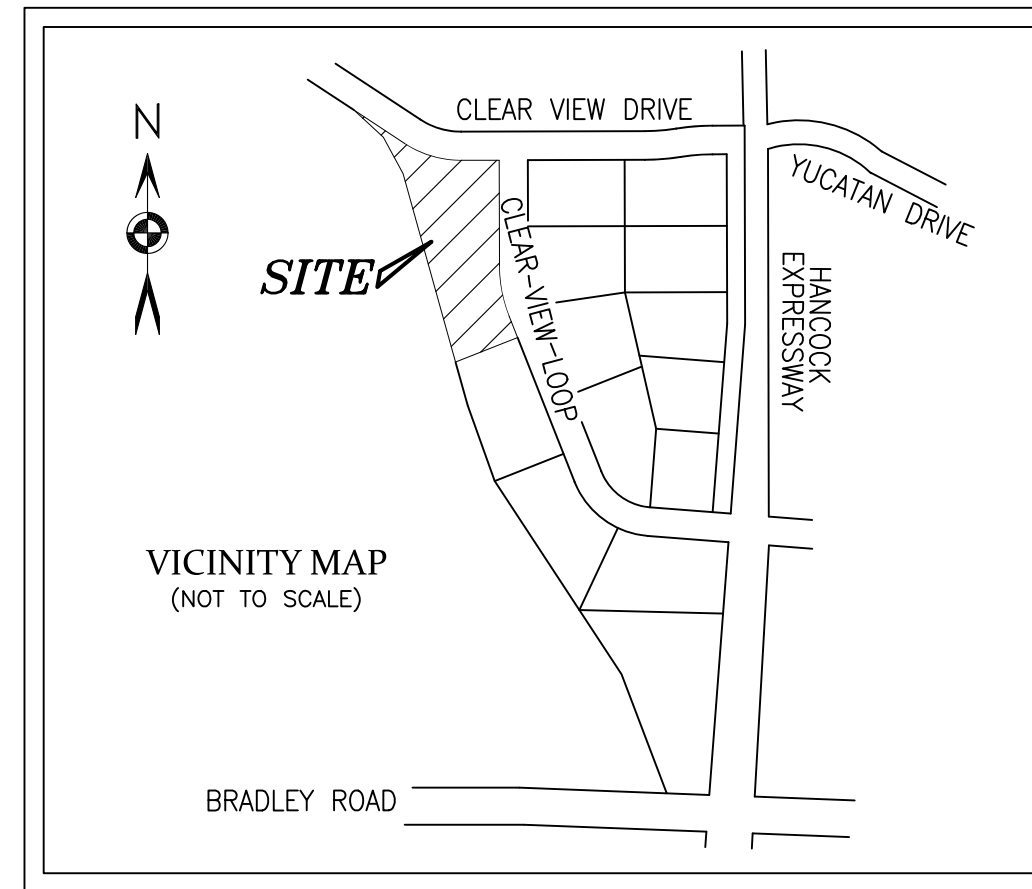 N
CLEAR VIEW DRIVE
YUCATAN DRIVE
CLEAR-VIEW-LOOP
SITE
HANCOCK
EXPRESSWAY
VICINITY MAP
(NOT TO SCALE)
BRADLEY ROAD